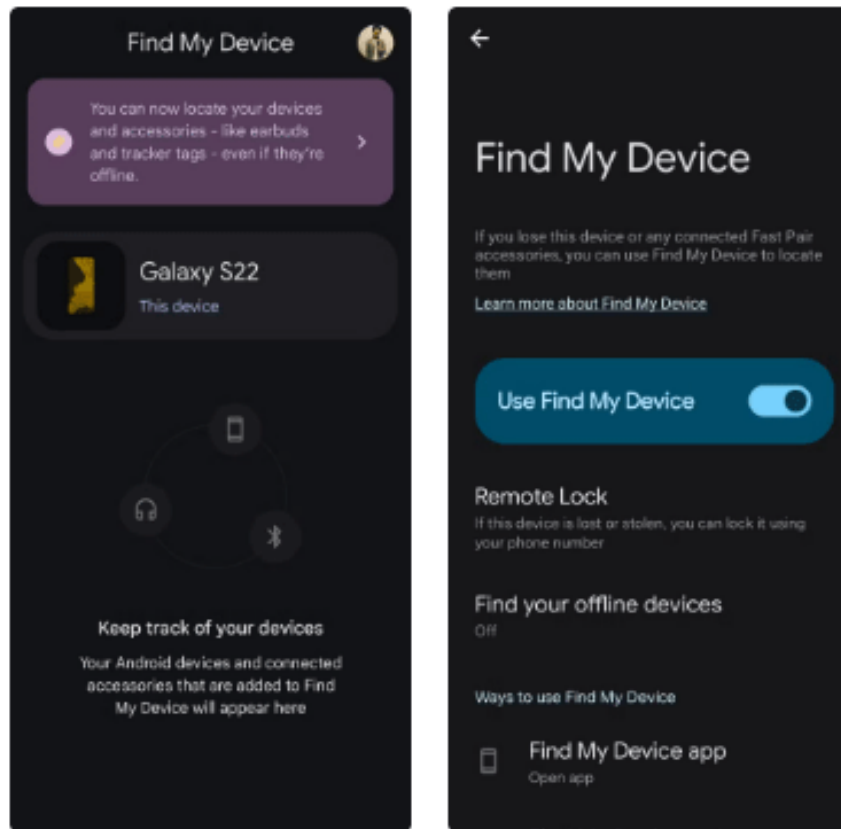 Find My Device
You can now locate your devices
and accessories - like earbuds
and tracker tags - even if they're
offline.
Galaxy S22
This device
Keep track of your devices
Your Android devices and connected
accessories that are added to Find
My Device will appear here
Find My Device
If you lose this device or any connected Fast Pair
accessories, you can use Find My Device to locate
them
Learn more about Find My Device
Use Find My Device
Remote Lock
If this device is lost or stolen, you can lock it using
your phone number
Find your offline devices
Off
Ways to use Find My Device
Find My Device app
Open app